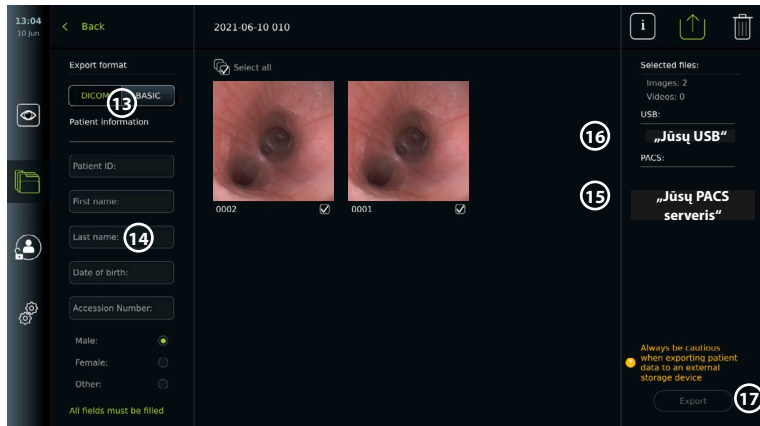 13:04
10 Jun
Back
2021-06-10 010
i
Export format
DICOM
13
BASIC
Patient information
Patient ID:
First name:
Last name:
14
Date of birth:
Accession Number:
Male:
Female:
Other:
All fields must be filled
Select all
0002
0001
Selected files:
Images: 2
Videos: 0
USB:
16
„Jūsų USB“
PACS:
15
„Jūsų PACS
serveris“
Always be cautious
when exporting patient
data to an external
storage device
Export
17